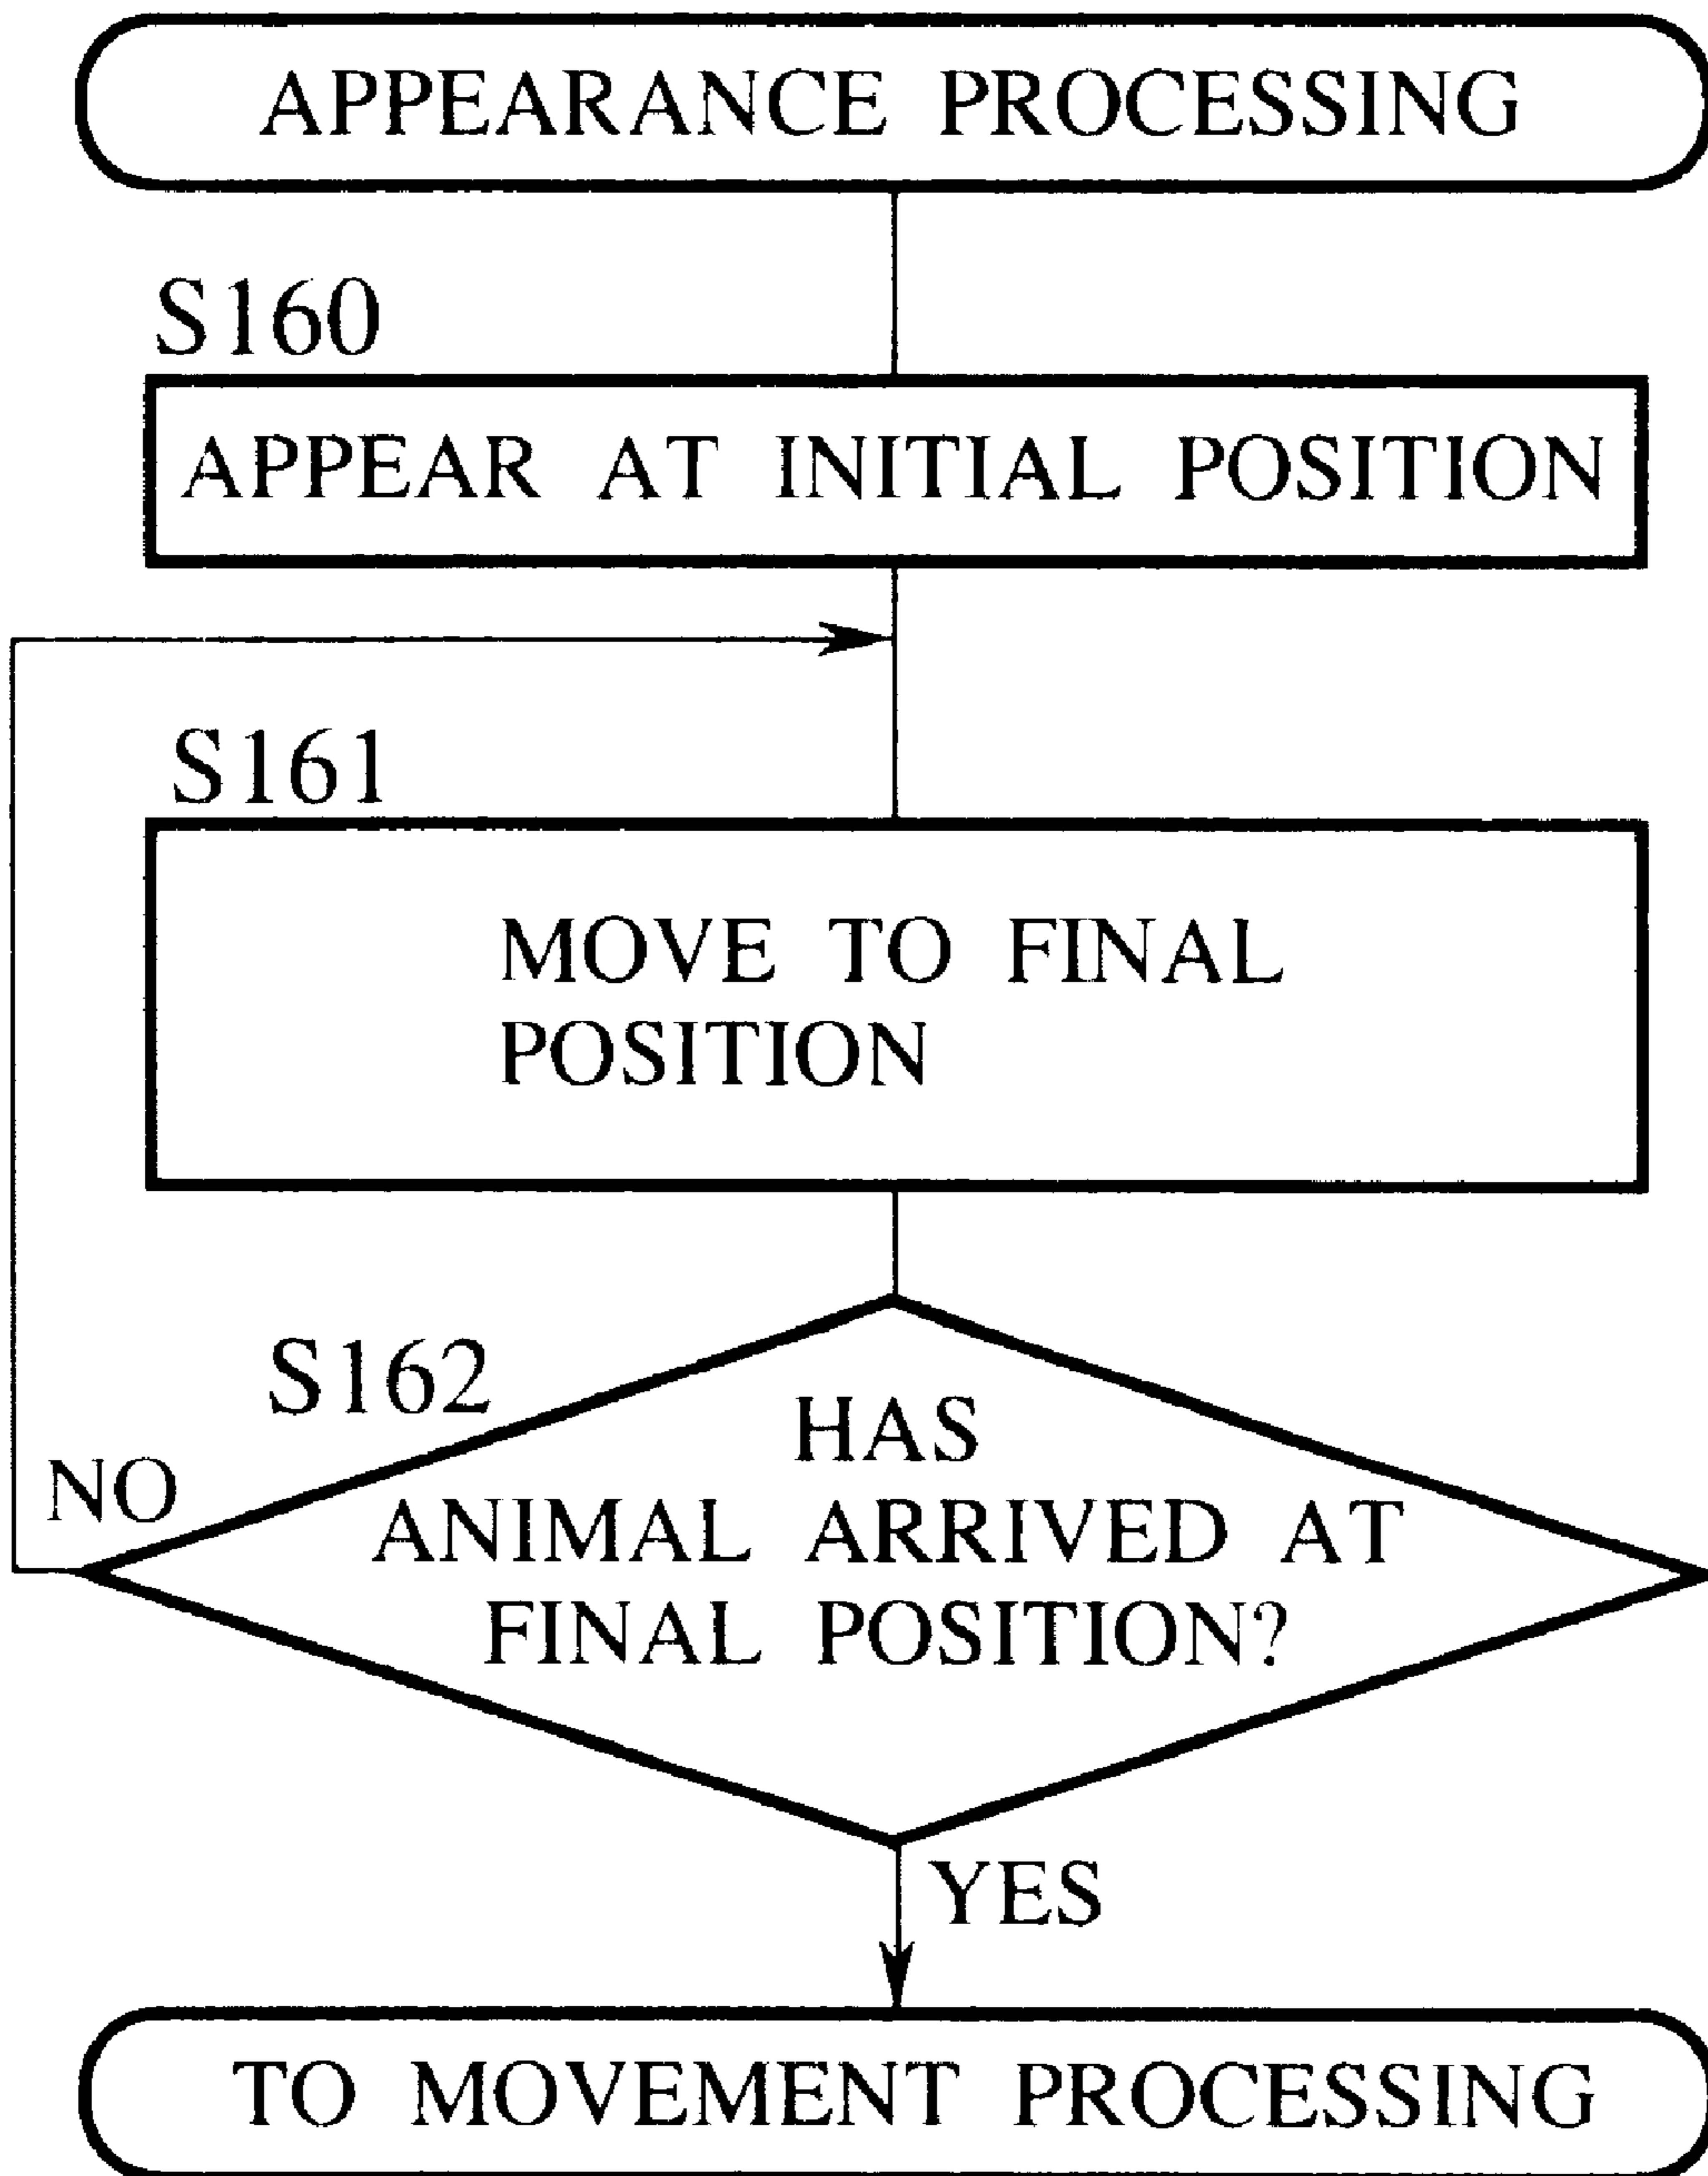 APPEARANCE PROCESSING
S160
APPEAR AT INITIAL POSITION
S161
MOVE TO FINAL
POSITION
S162
HAS
NO
ANIMAL ARRIVED AT
FINAL POSITION?
YES
TO MOVEMENT PROCESSING